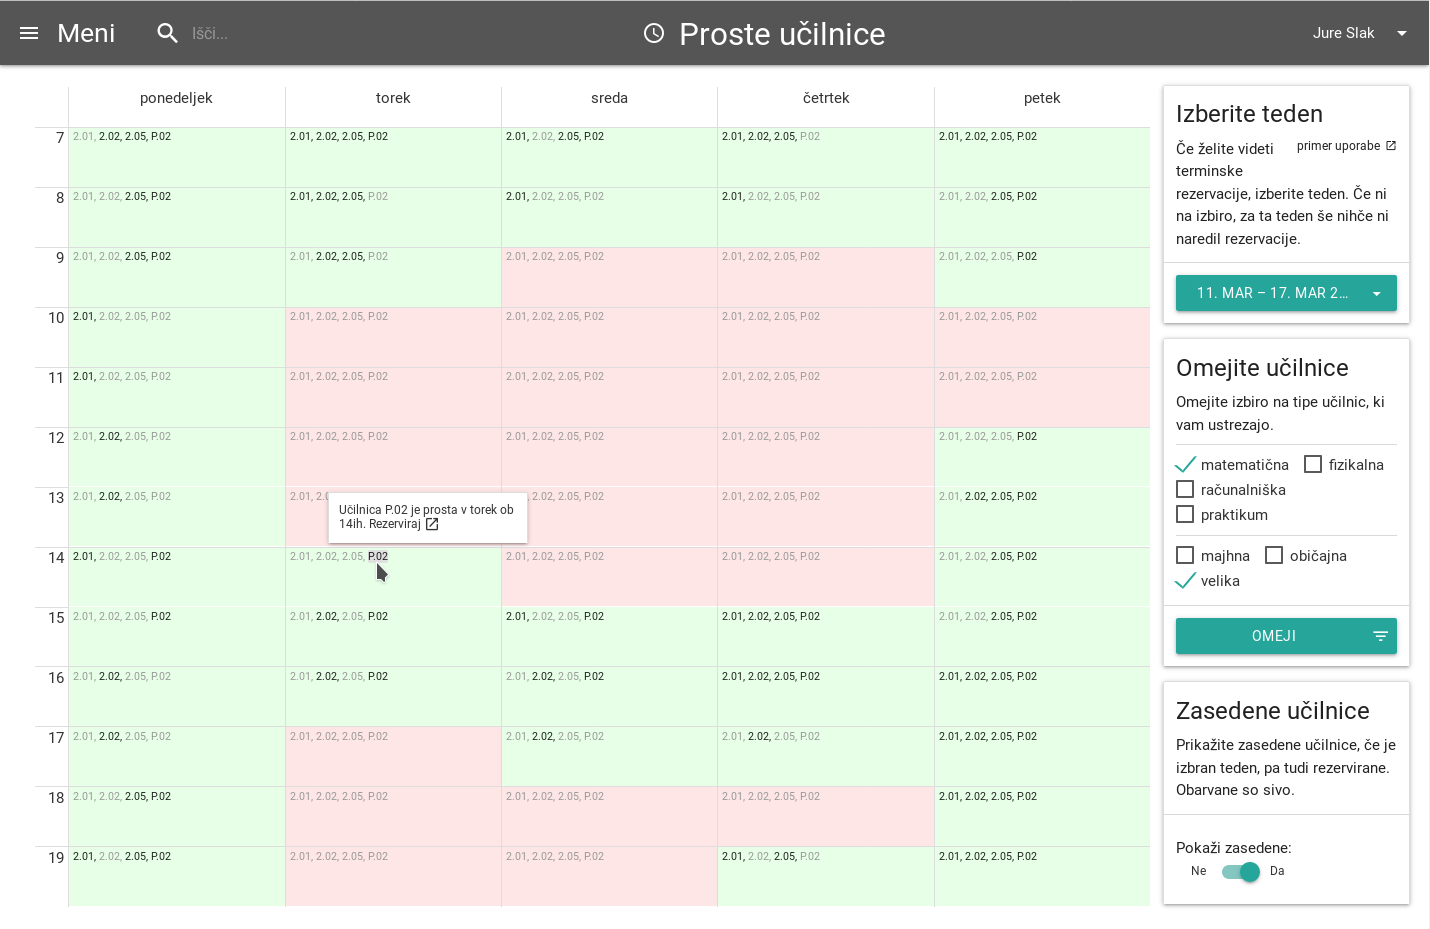 Meni
Išči...
Proste učilnice
Jure Slak
ponedeljek torek sreda četrtek petek
7 2.01, 2.02, 2.05, P.02 2.01, 2.02, 2.05, P.02 2.01, 2.02, 2.05, P.02 2.01, 2.02, 2.05, P.02 2.01, 2.02, 2.05, P.02
8 2.01, 2.02, 2.05, P.02 2.01, 2.02, 2.05, P.02 2.01, 2.02, 2.05, P.02 2.01, 2.02, 2.05, P.02 2.01, 2.02, 2.05, P.02
9 2.01, 2.02, 2.05, P.02 2.01, 2.02, 2.05, P.02 2.01, 2.02, 2.05, P.02 2.01, 2.02, 2.05, P.02 2.01, 2.02, 2.05, P.02
10 2.01, 2.02, 2.05, P.02 2.01, 2.02, 2.05, P.02 2.01, 2.02, 2.05, P.02 2.01, 2.02, 2.05, P.02 2.01, 2.02, 2.05, P.02
11 2.01, 2.02, 2.05, P.02 2.01, 2.02, 2.05, P.02 2.01, 2.02, 2.05, P.02 2.01, 2.02, 2.05, P.02 2.01, 2.02, 2.05, P.02
12 2.01, 2.02, 2.05, P.02 2.01, 2.02, 2.05, P.02 2.01, 2.02, 2.05, P.02 2.01, 2.02, 2.05, P.02 2.01, 2.02, 2.05, P.02
13 2.01, 2.02, 2.05, P.02 2.01, 2.02, 2.05, P.02 2.01, 2.02, 2.05, P.02 2.01, 2.02, 2.05, P.02
Učilnica P.02 je prosta v torek ob
14ih. Rezerviraj
14 2.01, 2.02, 2.05, P.02 2.01, 2.02, 2.05, P.02 2.01, 2.02, 2.05, P.02 2.01, 2.02, 2.05, P.02 2.01, 2.02, 2.05, P.02
15 2.01, 2.02, 2.05, P.02 2.01, 2.02, 2.05, P.02 2.01, 2.02, 2.05, P.02 2.01, 2.02, 2.05, P.02 2.01, 2.02, 2.05, P.02
16 2.01, 2.02, 2.05, P.02 2.01, 2.02, 2.05, P.02 2.01, 2.02, 2.05, P.02 2.01, 2.02, 2.05, P.02 2.01, 2.02, 2.05, P.02
17 2.01, 2.02, 2.05, P.02 2.01, 2.02, 2.05, P.02 2.01, 2.02, 2.05, P.02 2.01, 2.02, 2.05, P.02 2.01, 2.02, 2.05, P.02
18 2.01, 2.02, 2.05, P.02 2.01, 2.02, 2.05, P.02 2.01, 2.02, 2.05, P.02 2.01, 2.02, 2.05, P.02 2.01, 2.02, 2.05, P.02
19 2.01, 2.02, 2.05, P.02 2.01, 2.02, 2.05, P.02 2.01, 2.02, 2.05, P.02 2.01, 2.02, 2.05, P.02 2.01, 2.02, 2.05, P.02
Izberite teden
primer uporabe
Če želite videti
terminske
rezervacije, izberite teden. Če ni
na izbiro, za ta teden še nihče ni
naredil rezervacije.
11. MAR – 17. MAR 2...
Omejite učilnice
Omejite izbiro na tipe učilnic, ki
vam ustrezajo.
matematična fizikalna
računalniška
praktikum
majhna običajna
velika
OMEJI
Zasedene učilnice
Prikažite zasedene učilnice, če je
izbran teden, pa tudi rezervirane.
Obarvane so sivo.
Pokaži zasedene:
Ne Da